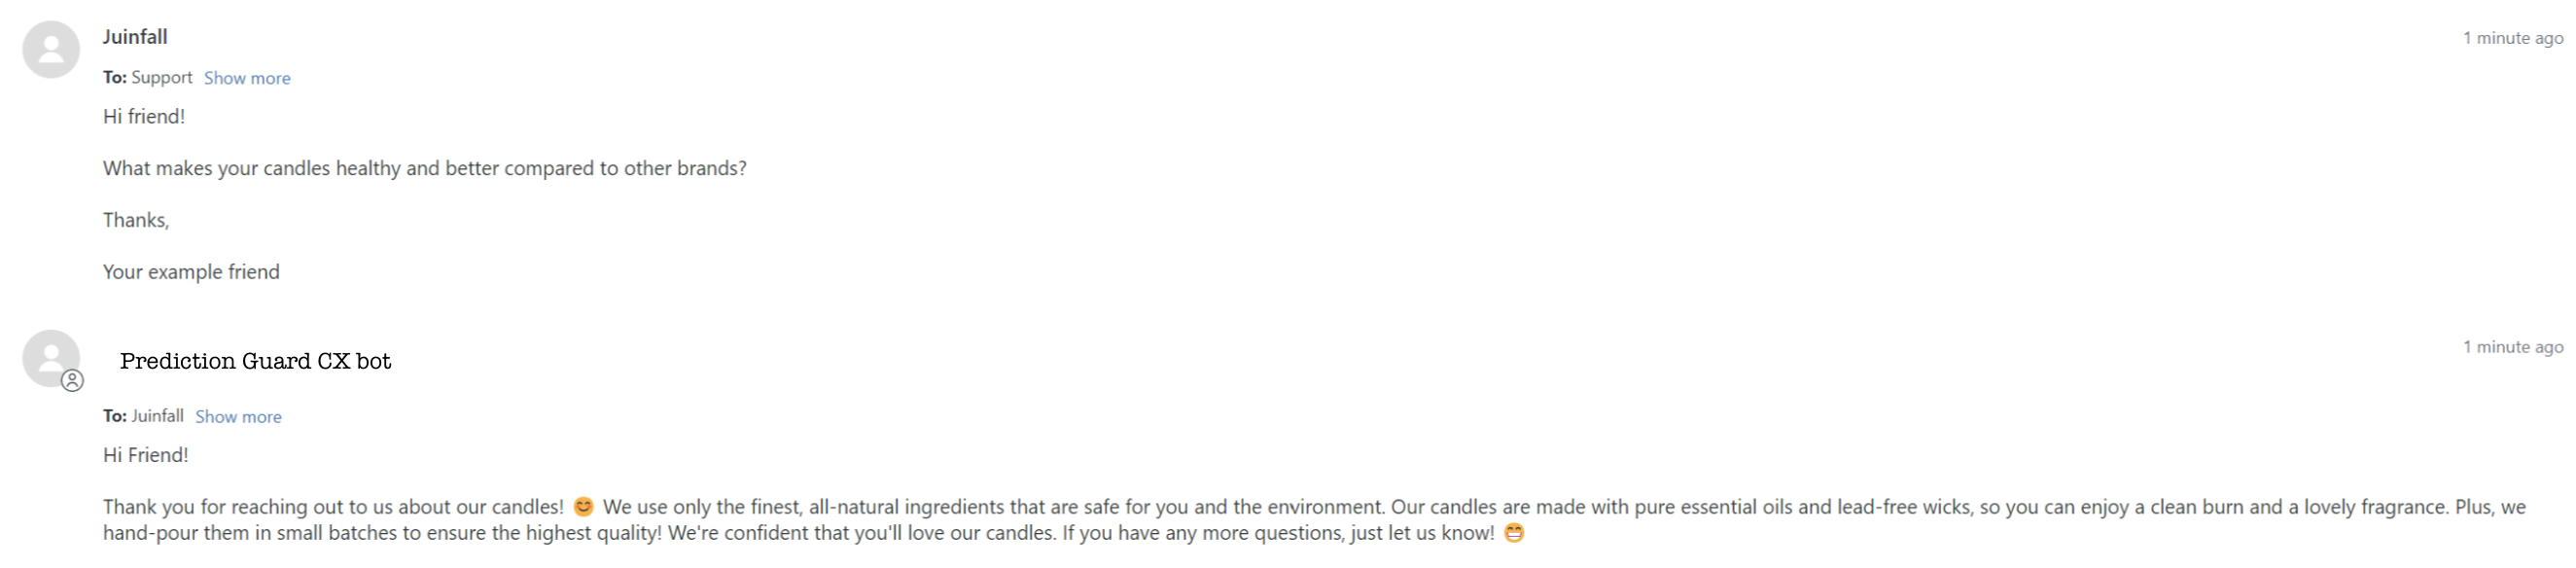 Juinfall
1 minute ago
To: Support Show more
Hi friend!
What makes your candles healthy and better compared to other brands?
Thanks,
Your example friend
Prediction Guard CX bot
1 minute ago
To: Juinfall Show more
Hi Friend!
Thank you for reaching out to us about our candles! 😊 We use only the finest, all-natural ingredients that are safe for you and the environment. Our candles are made with pure essential oils and lead-free wicks, so you can enjoy a clean burn and a lovely fragrance. Plus, we
hand-pour them in small batches to ensure the highest quality! We're confident that you'll love our candles. If you have any more questions, just let us know! 😁